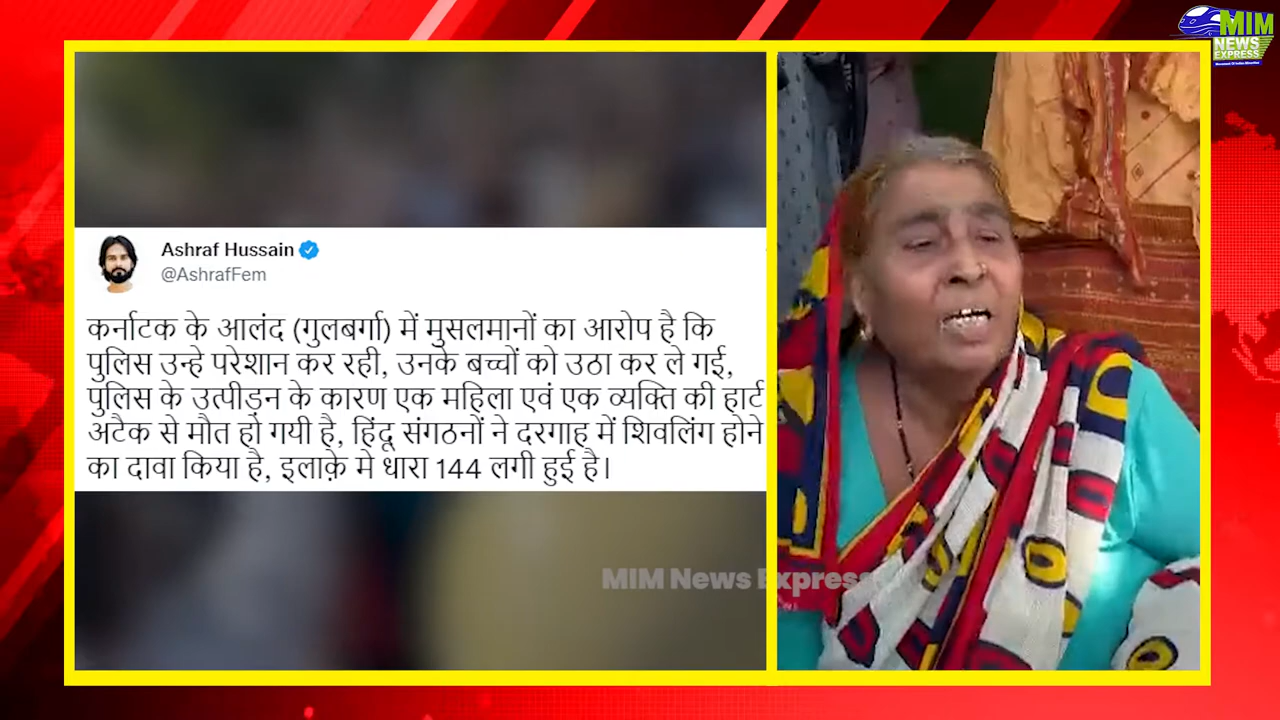 MIM
NEWS
EXPRESS
Ashraf Hussain
@AshrafFem
कर्नाटक के आलंद (गुलबर्गा) में मुसलमानों का आरोप है कि
पुलिस उन्हे परेशान कर रही, उनके बच्चों को उठा कर ले गई,
पुलिस के उत्पीड़न के कारण एक महिला एवं एक व्यक्ति की हार्ट
अटैक से मौत हो गयी है, हिंदू संगठनों ने दरगाह में शिवलिंग होने
का दावा किया है, इलाक़े मे धारा 144 लगी हुई है।
MIM News Express